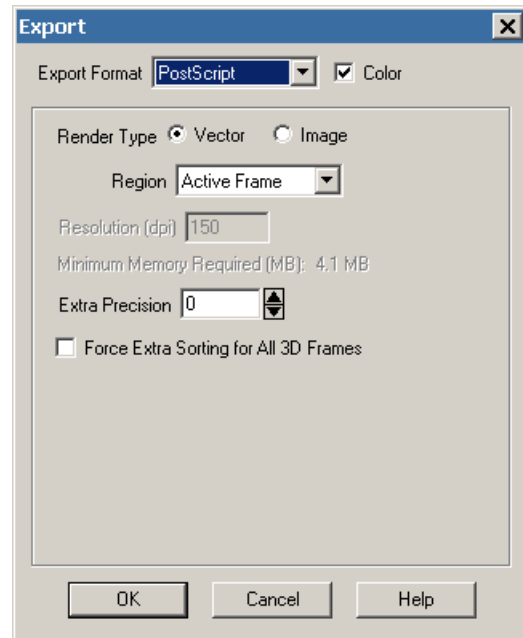 Export
Export Format PostScript Color
Render Type Vector Image
Region Active Frame
Resolution (dpi) 150
Minimum Memory Required (MB): 4.1 MB
Extra Precision 0
Force Extra Sorting for All 3D Frames
OK Cancel Help